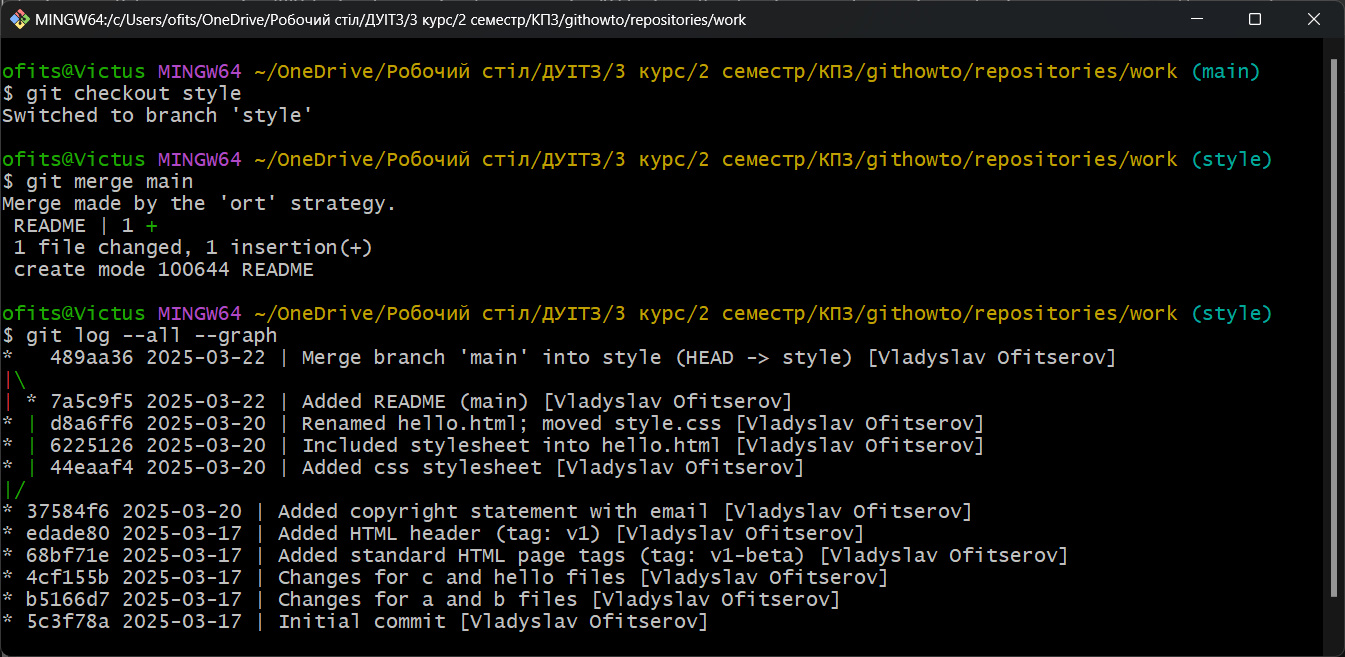 MINGW64:/c/Users/ofits/OneDrive/Робочий стіл/ДУІТЗ/3 курс/2 семестр/КПЗ/githowto/repositories/work
ofits@Victus MINGW64 ~/OneDrive/Робочий стіл/ДУІТЗ/3 курс/2 семестр/КПЗ/githowto/repositories/work (main)
$ git checkout style
Switched to branch 'style'
ofits@Victus MINGW64 ~/OneDrive/Робочий стіл/ДУІТЗ/3 курс/2 семестр/КПЗ/githowto/repositories/work (style)
$ git merge main
Merge made by the 'ort' strategy.
 README | 1 +
 1 file changed, 1 insertion(+)
 create mode 100644 README
ofits@Victus MINGW64 ~/OneDrive/Робочий стіл/ДУІТЗ/3 курс/2 семестр/КПЗ/githowto/repositories/work (style)
$ git log --all --graph
*   489aa36 2025-03-22 | Merge branch 'main' into style (HEAD -> style) [Vladyslav Ofitserov]
|\
| * 7a5c9f5 2025-03-22 | Added README (main) [Vladyslav Ofitserov]
* | d8a6ff6 2025-03-20 | Renamed hello.html; moved style.css [Vladyslav Ofitserov]
* | 6225126 2025-03-20 | Included stylesheet into hello.html [Vladyslav Ofitserov]
* | 44eaaf4 2025-03-20 | Added css stylesheet [Vladyslav Ofitserov]
|/
* 37584f6 2025-03-20 | Added copyright statement with email [Vladyslav Ofitserov]
* edade80 2025-03-17 | Added HTML header (tag: v1) [Vladyslav Ofitserov]
* 68bf71e 2025-03-17 | Added standard HTML page tags (tag: v1-beta) [Vladyslav Ofitserov]
* 4cf155b 2025-03-17 | Changes for c and hello files [Vladyslav Ofitserov]
* b5166d7 2025-03-17 | Changes for a and b files [Vladyslav Ofitserov]
* 5c3f78a 2025-03-17 | Initial commit [Vladyslav Ofitserov]